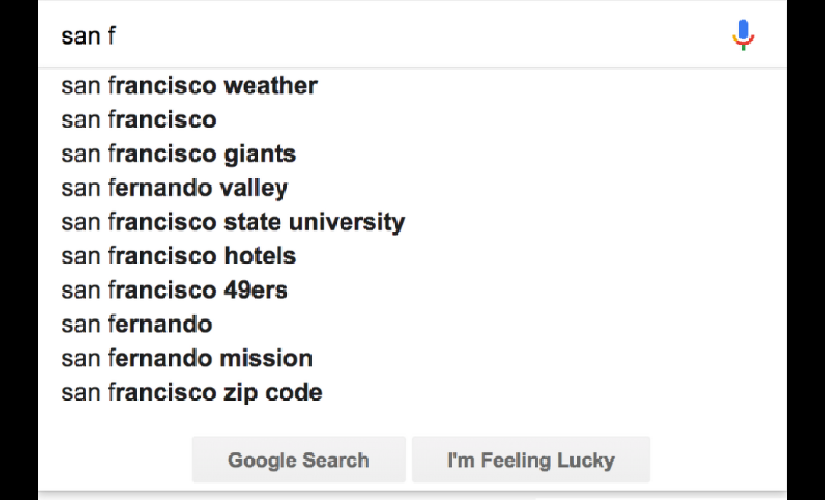 san f
san francisco weather
san francisco
san francisco giants
san fernando valley
san francisco state university
san francisco hotels
san francisco 49ers
san fernando
san fernando mission
san francisco zip code
Google Search I'm Feeling Lucky